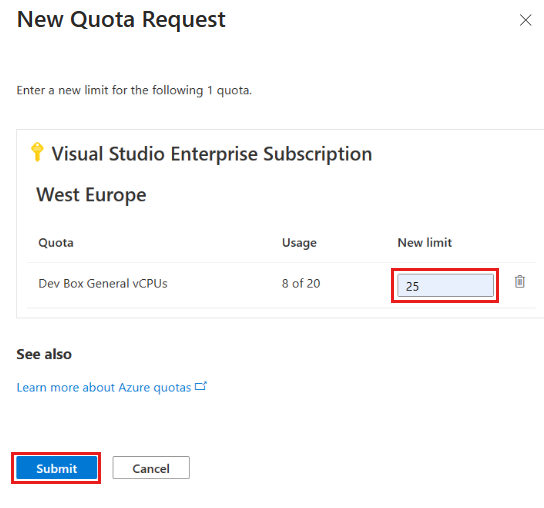 New Quota Request
Enter a new limit for the following 1 quota.
Visual Studio Enterprise Subscription
West Europe
Quota Usage New limit
Dev Box General vCPUs 8 of 20 25
See also
Learn more about Azure quotas
Submit Cancel